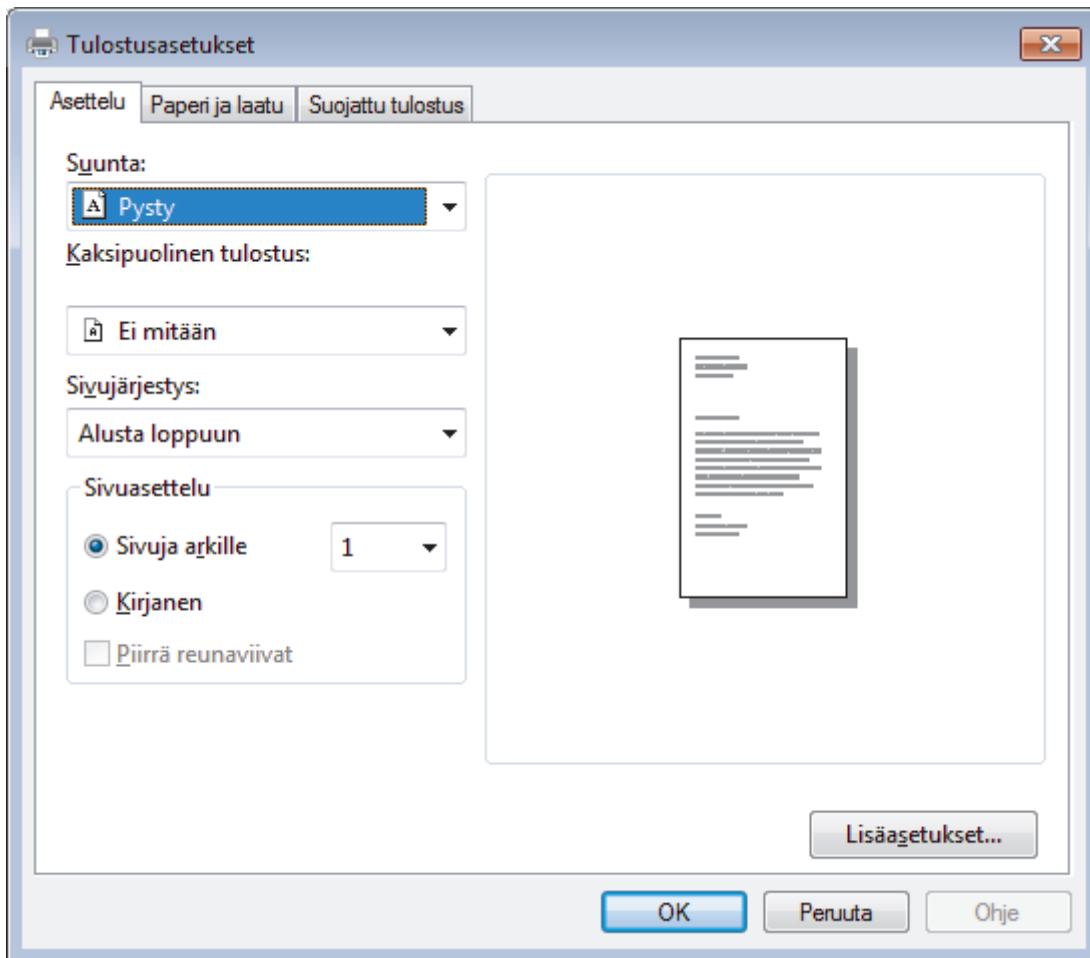 Tulostusasetukset
Asettelu Paperi ja laatu Suojattu tulostus
Suunta:
A Pysty
Kaksipuolinen tulostus:
A Ei mitään
Sivujärjestys:
Alusta loppuun
Sivuasettelu
Sivuja arkille 1
Kirjanen
Piirrä reunaviivat
Lisäasetukset...
OK Peruuta Ohje